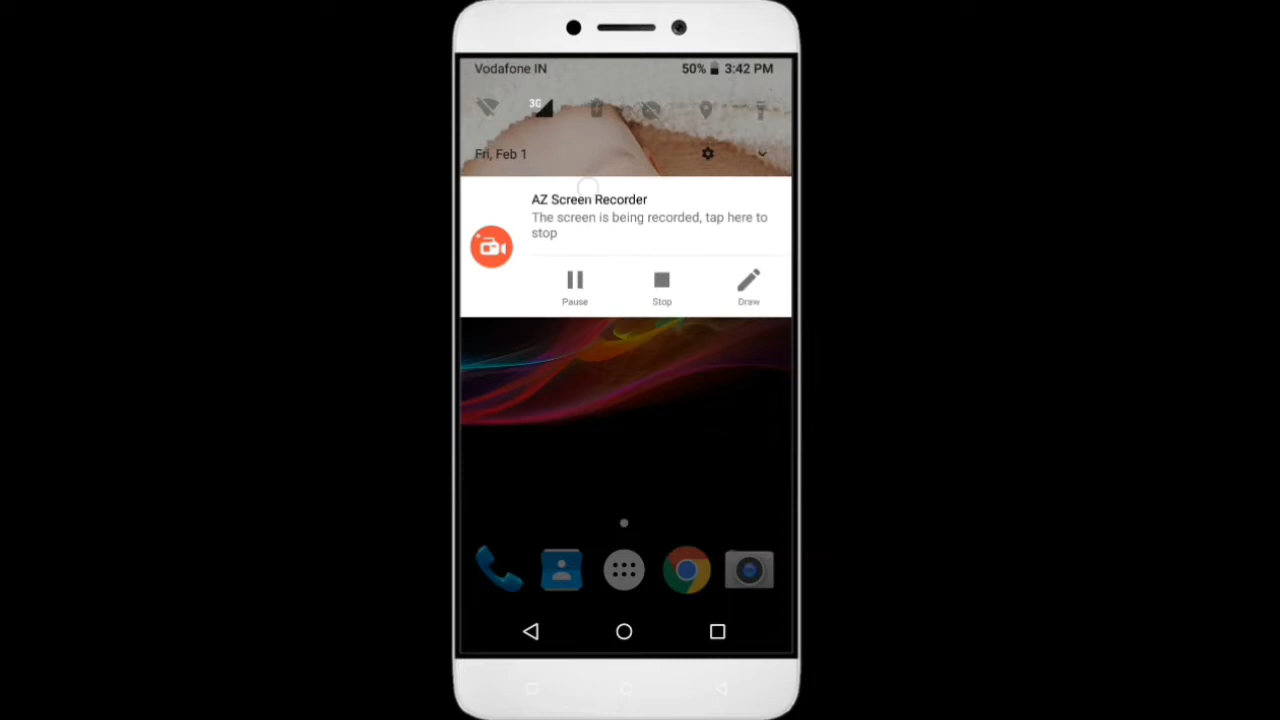 Vodafone IN 50% 3:42 PM
3G
Fri, Feb 1
AZ Screen Recorder
The screen is being recorded, tap here to
stop
Pause Stop Draw